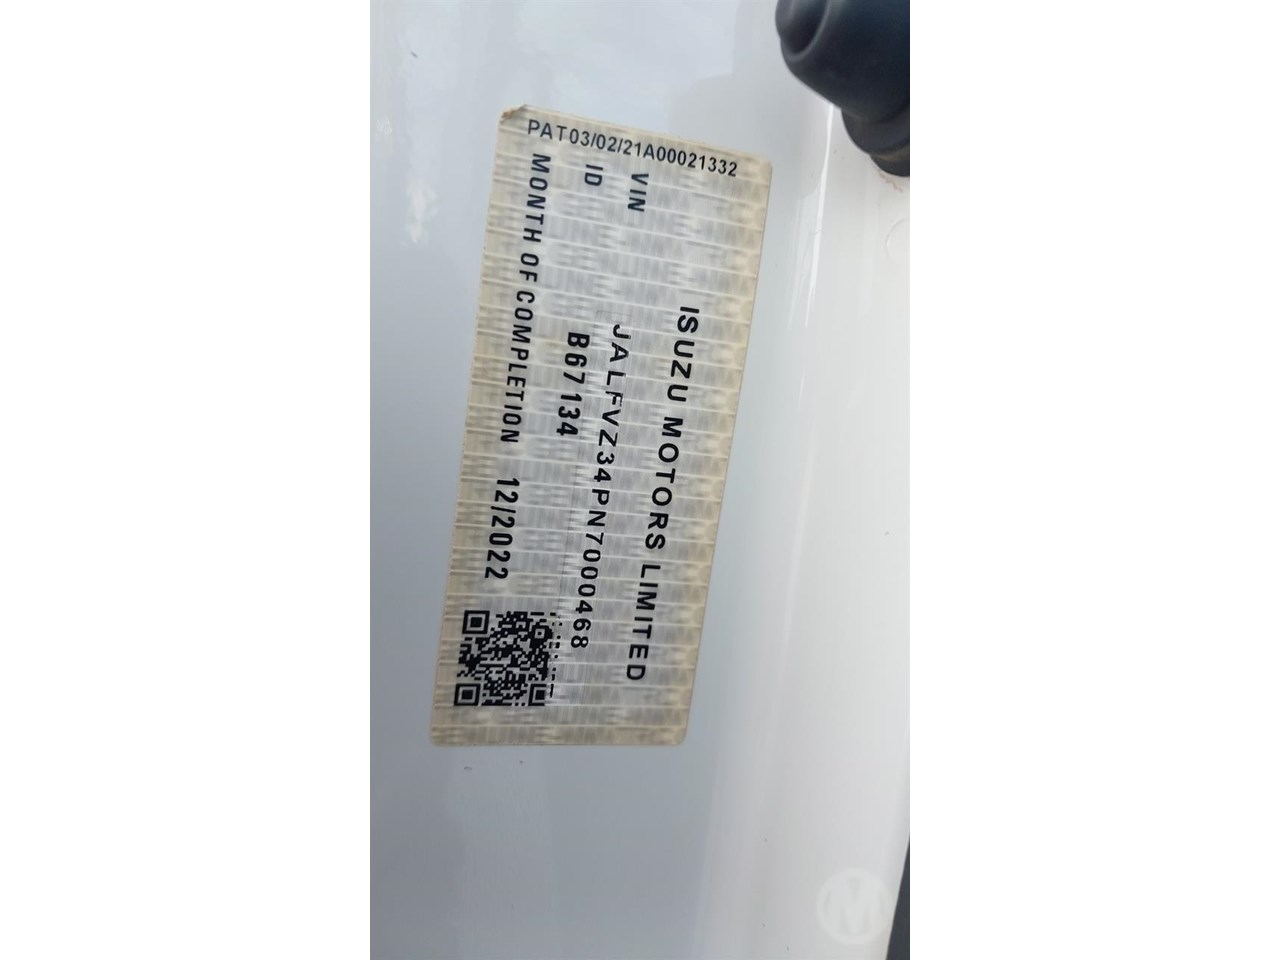 PAT03/02/21A00021332
ISUZU MOTORS LIMITED
VIN JALFVZ34PN7000468
ID B67134
MONTH OF COMPLETION 12/2022
M